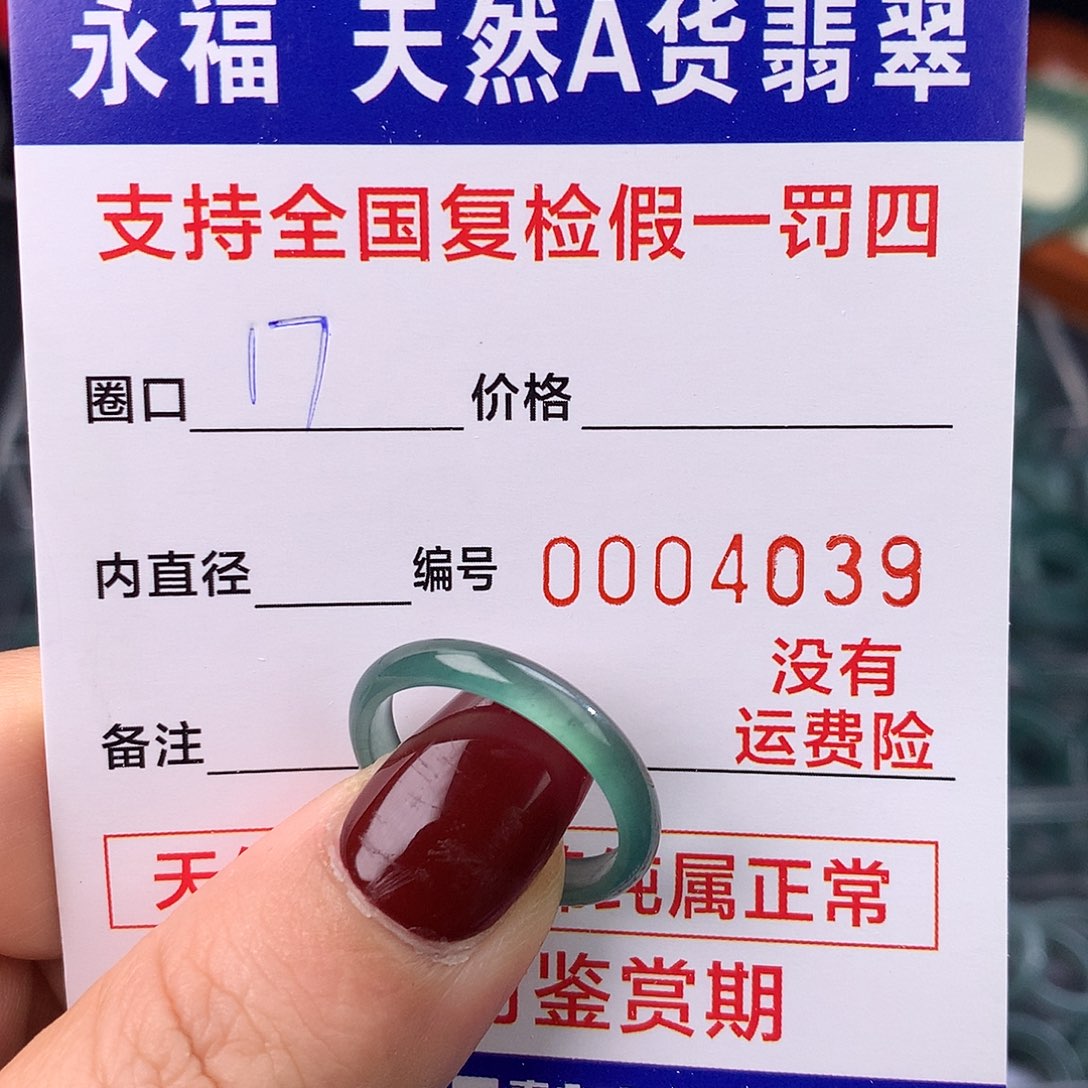 永福 天然A货翡翠
支持全国复检假一罚四
圈口 17 价格
内直径 编号 0004039
没有
备注 运费险
天 纯属正常
鉴赏期